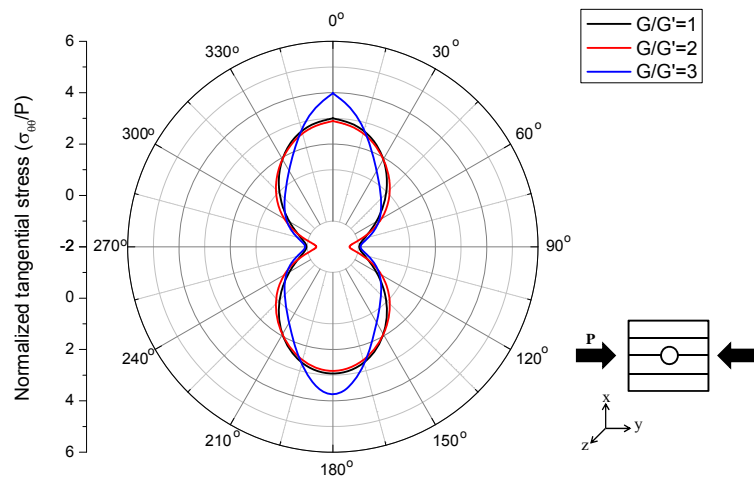 G/G'=1
G/G'=2
G/G'=3
Normalized tangential stress (σθθ/P)
6
4
2
0
-2
0
2
4
6
0°
30°
60°
90°
120°
150°
180°
210°
240°
270°
300°
330°
P
x
y
z